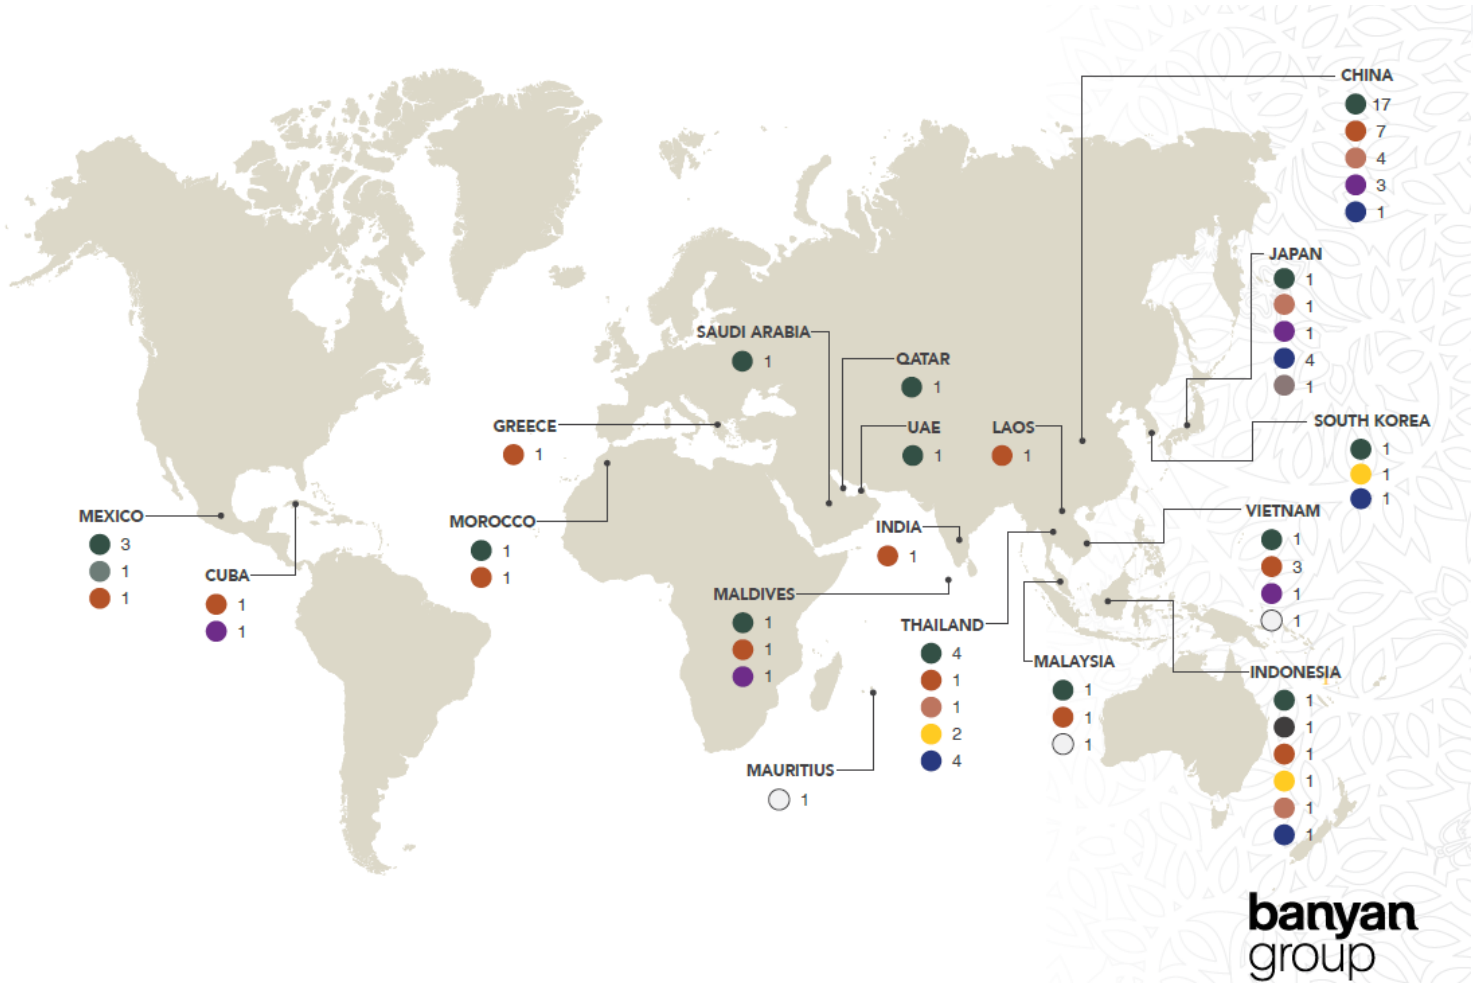 CHINA
17
7
4
3
1
JAPAN
1
1
1
4
1
SAUDI ARABIA
1
QATAR
1
GREECE
1
UAE
1
LAOS
1
SOUTH KOREA
1
1
1
MEXICO
3
1
1
CUBA
1
1
MOROCCO
1
1
INDIA
1
VIETNAM
1
3
1
1
MALDIVES
1
1
1
THAILAND
4
1
1
2
4
MALAYSIA
1
1
1
INDONESIA
1
1
1
1
1
1
MAURITIUS
1
banyan
group